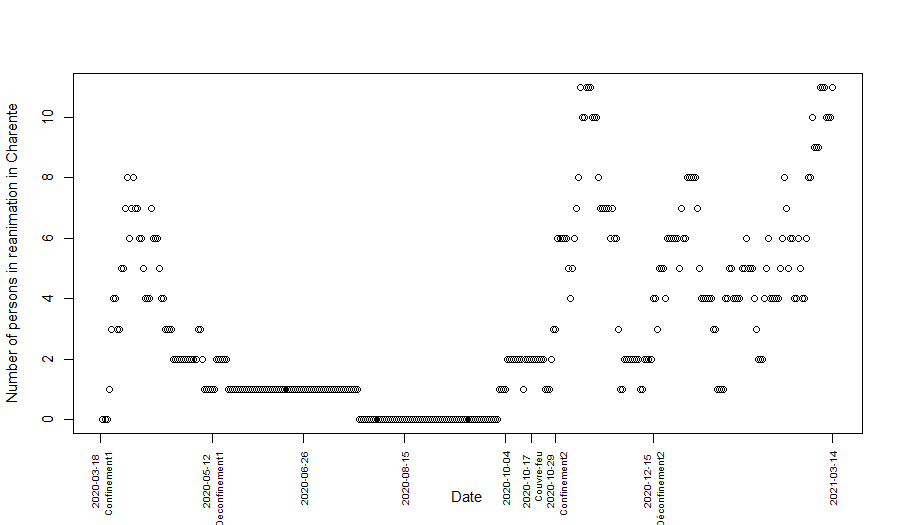 Number of persons in reanimation in Charente
10
8
6
4
2
0
2020-03-18
Confinement1
2020-05-12
Deconfinement1
2020-06-26
2020-08-15
2020-10-04
2020-10-17
Couvre-feu
2020-10-29
Confinement2
2020-12-15
Déconfinement2
2021-03-14
Date